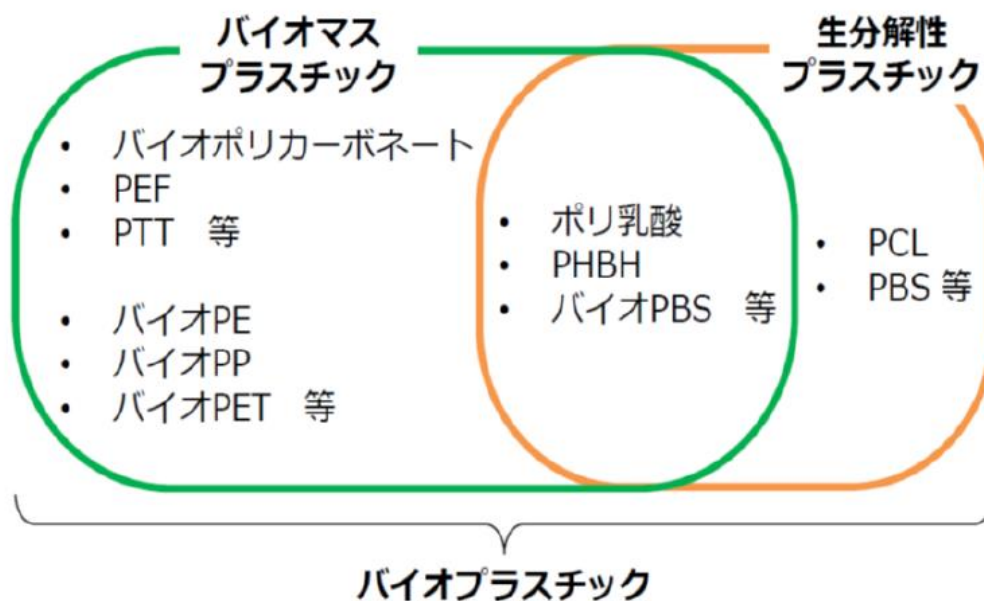 バイオマス
プラスチック
• バイオポリカーボネート
• PEF
• PTT 等
• バイオPE
• バイオPP
• バイオPET 等
• ポリ乳酸
• PHBH
• バイオPBS 等
生分解性
プラスチック
• PCL
• PBS 等
バイオプラスチック